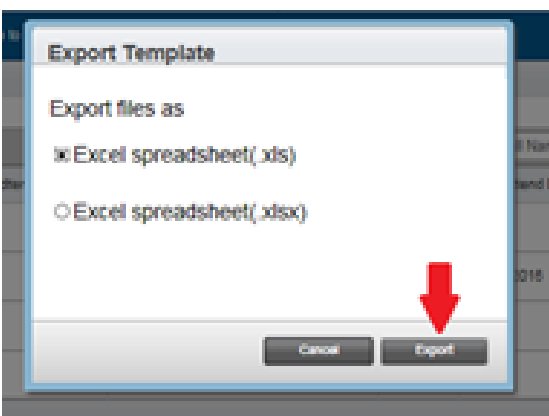 Export Template
Export files as
Excel spreadsheet(.xls)
Excel spreadsheet(.xlsx)
Cancel
Export